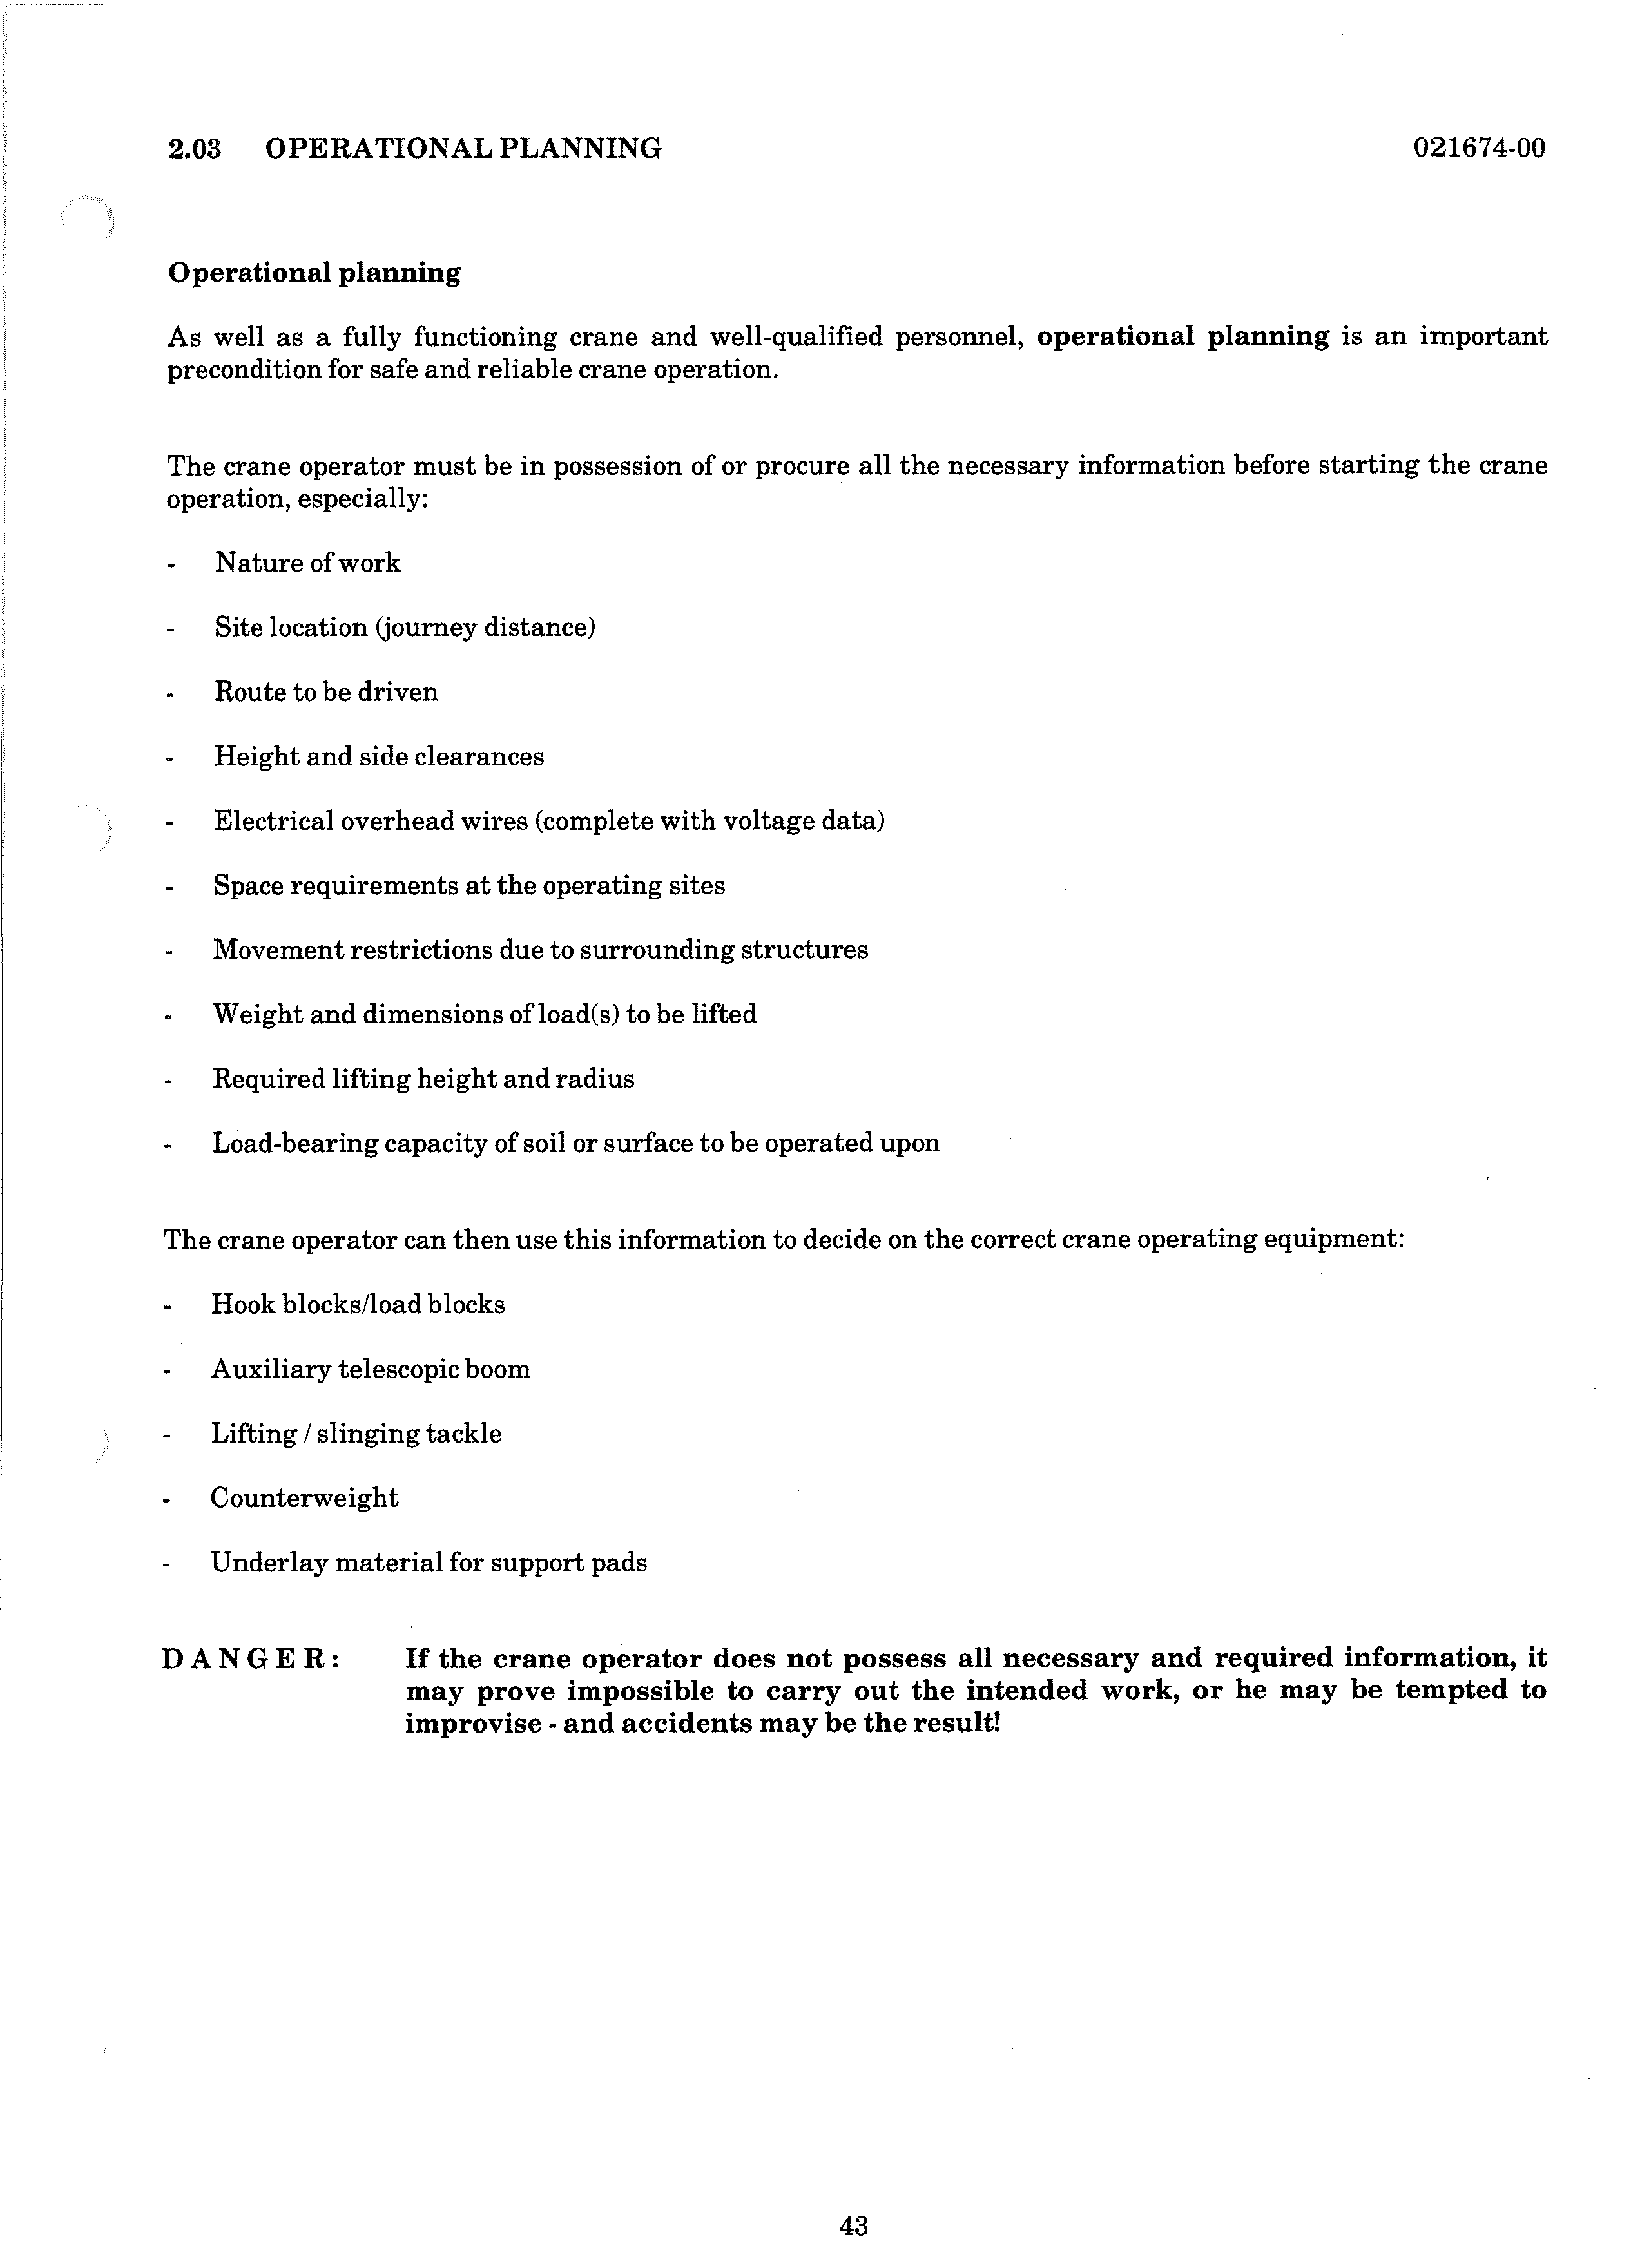 2.03 OPERATIONAL PLANNING 021674-00
Operational planning
As well as a fully functioning crane and well-qualified personnel, operational planning is an important
precondition for safe and reliable crane operation.
The crane operator must be in possession of or procure all the necessary information before starting the crane
operation, especially:
- Nature of work
- Site location (journey distance)
- Route to be driven
- Height and side clearances
- Electrical overhead wires (complete with voltage data)
- Space requirements at the operating sites
- Movement restrictions due to surrounding structures
- Weight and dimensions of load(s) to be lifted
- Required lifting height and radius
- Load-bearing capacity of soil or surface to be operated upon
The crane operator can then use this information to decide on the correct crane operating equipment:
- Hook blocks/load blocks
- Auxiliary telescopic boom
- Lifting / slinging tackle
- Counterweight
- Underlay material for support pads
DANGER: If the crane operator does not possess all necessary and required information, it
may prove impossible to carry out the intended work, or he may be tempted to
improvise - and accidents may be the result!
43